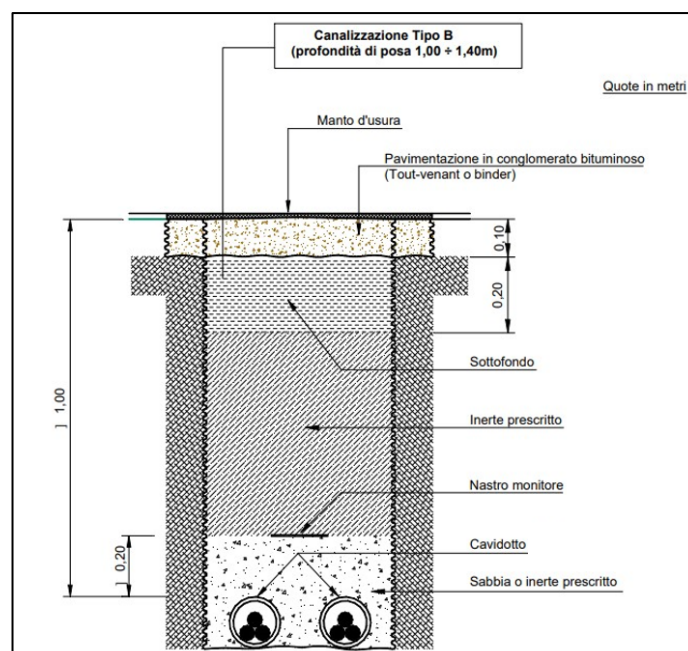 Canalizzazione Tipo B
(profondità di posa 1,00 ÷ 1,40m)
Quote in metri
Manto d'usura
Pavimentazione in conglomerato bituminoso
(Tout-venant o binder)
0,10
0,20
Sottofondo
] 1,00
Inerte prescritto
Nastro monitore
] 0,20
Cavidotto
Sabbia o inerte prescritto